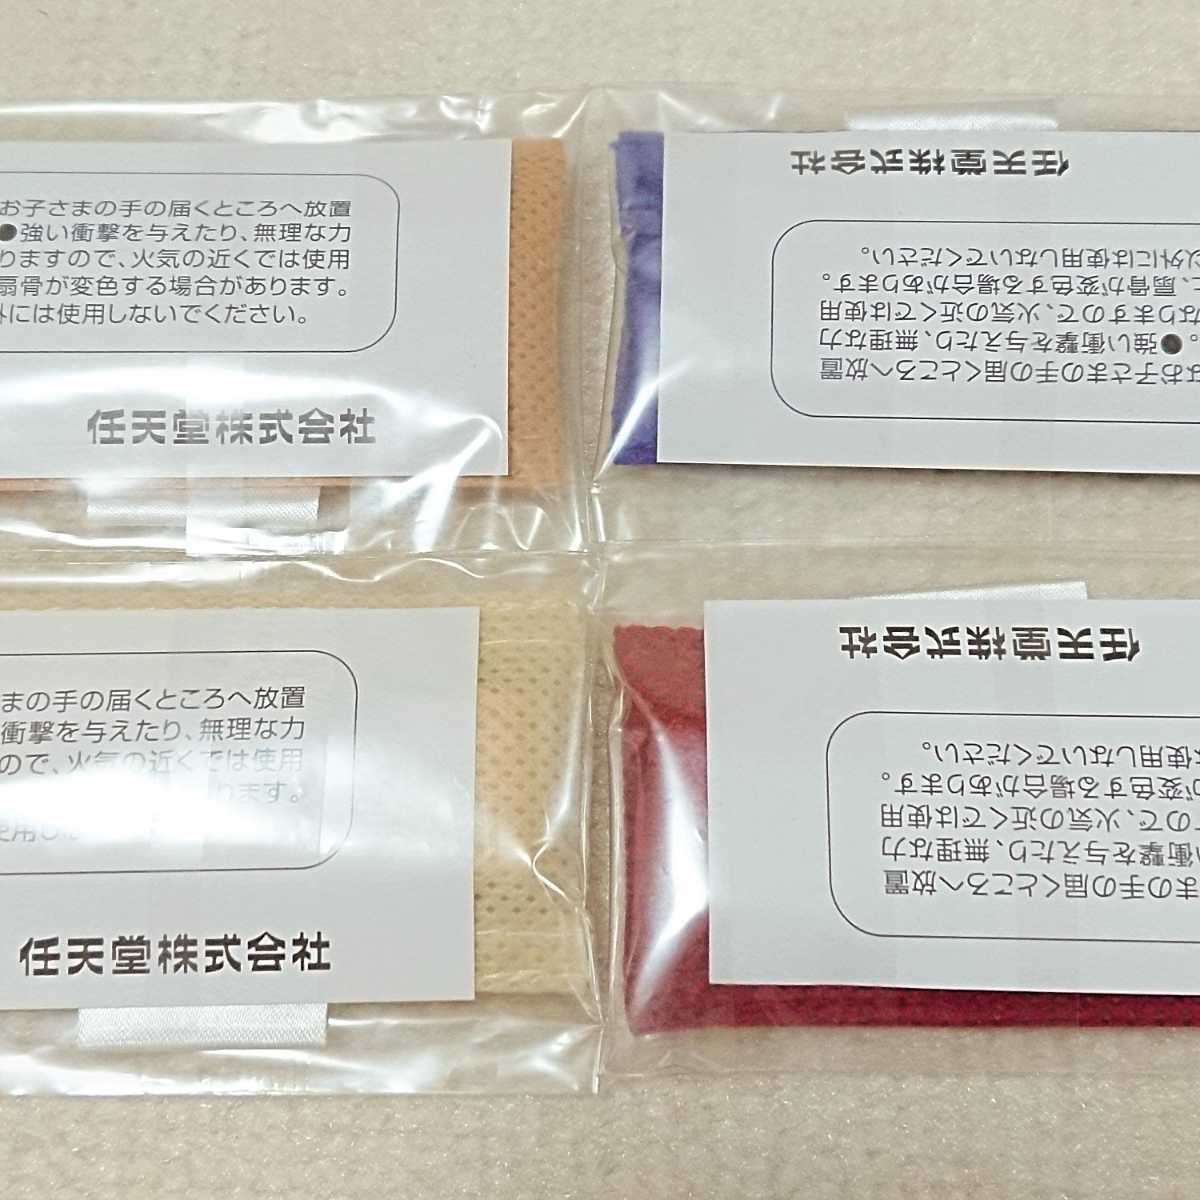 お子さまの手の届くところへ放置
●強い衝撃を与えたり、無理な力
りますので、火気の近くでは使用
扇骨が変色する場合があります。
外には使用しないでください。
任天堂株式会社
はお子さまの手の届くところへ放置
。●強い衝撃を与えたり、無理な力
なりますので、火気の近くでは使用
、扇骨が変色する場合があります。
以外には使用しないでください。
任天堂株式会社
まの手の届くところへ放置
衝撃を与えたり、無理な力
ので、火気の近くでは使用
ります。
使用し
任天堂株式会社
まの手の届くところへ放置
い衝撃を与えたり、無理な力
ので、火気の近くでは使用
が変色する場合があります。
は使用しないでください。
任天堂株式会社